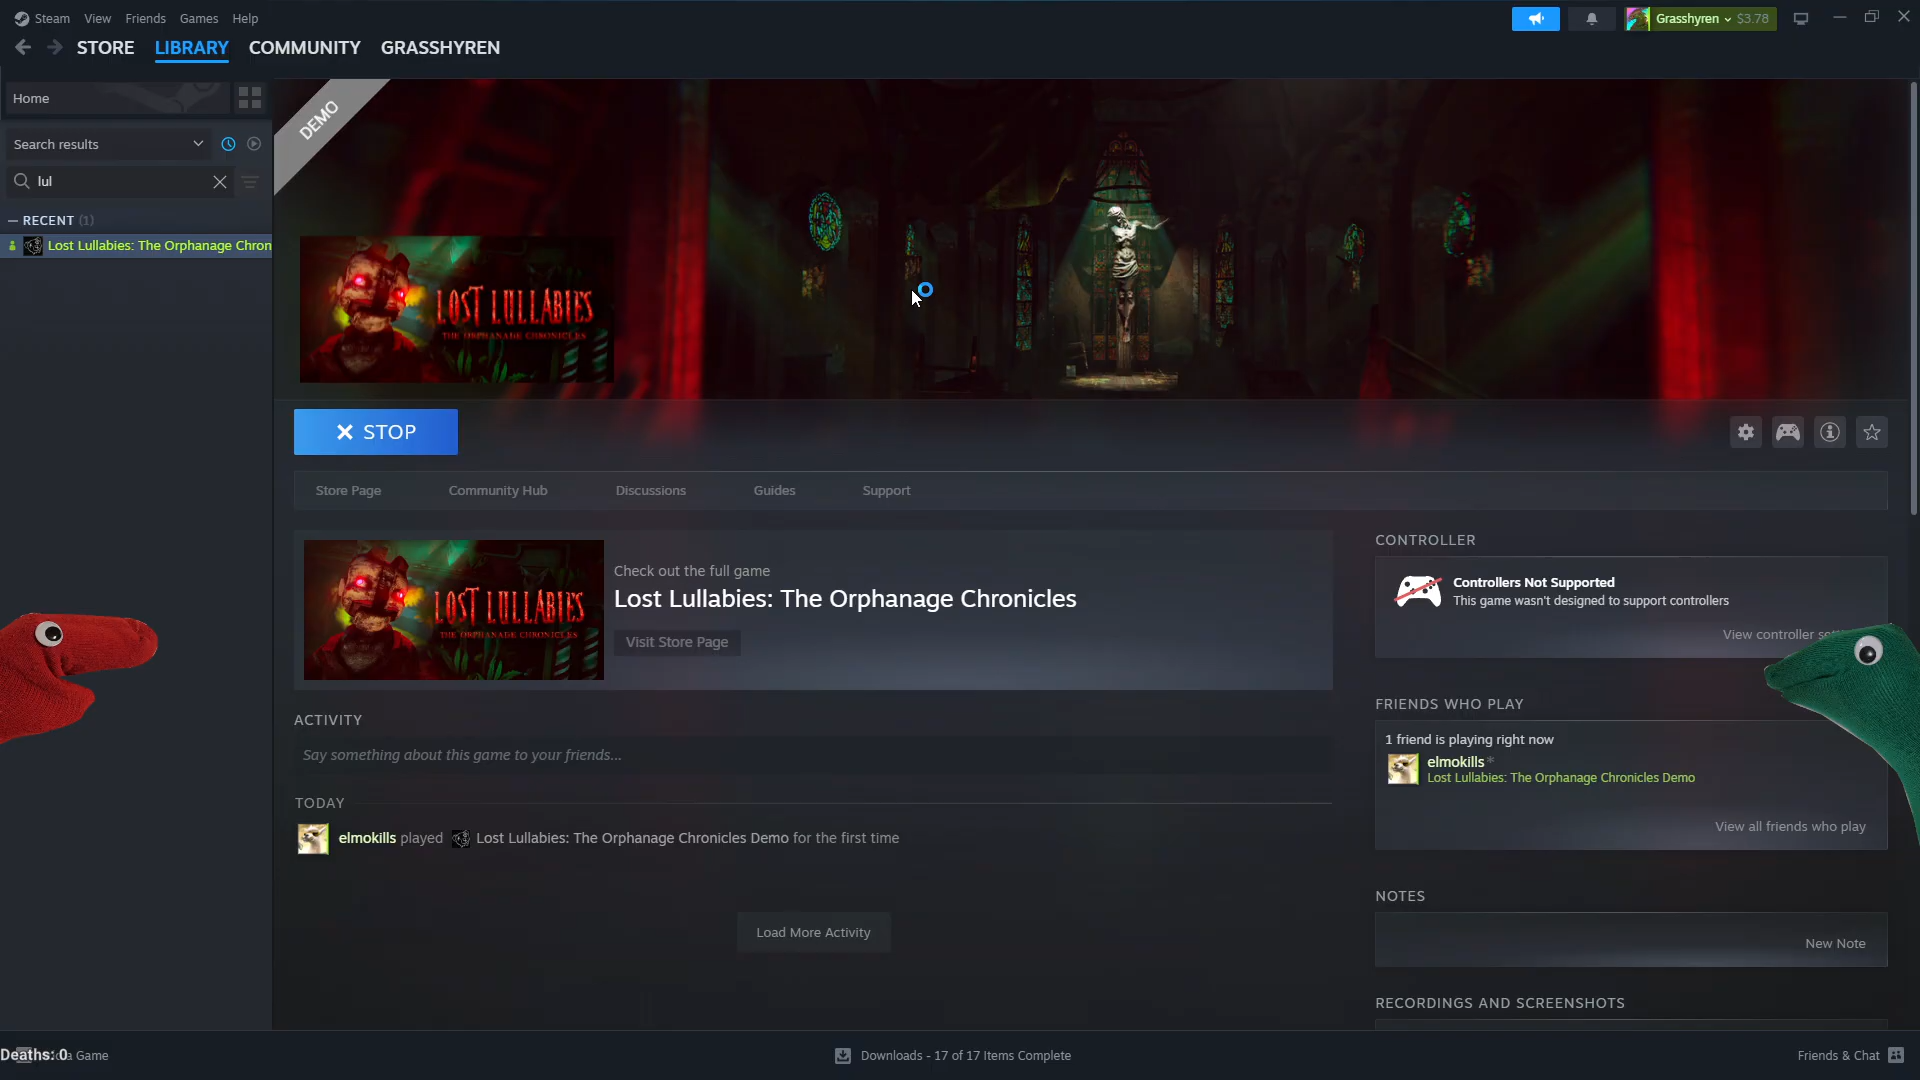 Steam View Friends Games Help
Grasshyren $3.78
STORE LIBRARY COMMUNITY GRASSHYREN
Home
DEMO
Search results
lul
— RECENT (1)
Lost Lullabies: The Orphanage Chron
LOST LULLABIES
THE ORPHANAGE CHRONICLES
STOP
Store Page Community Hub Discussions Guides Support
LOST LULLABIES
THE ORPHANAGE CHRONICLES
Check out the full game
Lost Lullabies: The Orphanage Chronicles
Visit Store Page
CONTROLLER
Controllers Not Supported
This game wasn't designed to support controllers
View controller
ACTIVITY
Say something about this game to your friends...
TODAY
elmokills played Lost Lullabies: The Orphanage Chronicles Demo for the first time
Load More Activity
FRIENDS WHO PLAY
1 friend is playing right now
elmokills*
Lost Lullabies: The Orphanage Chronicles Demo
View all friends who play
NOTES
New Note
RECORDINGS AND SCREENSHOTS
Deaths: 0
a Game
Downloads - 17 of 17 Items Complete
Friends & Chat